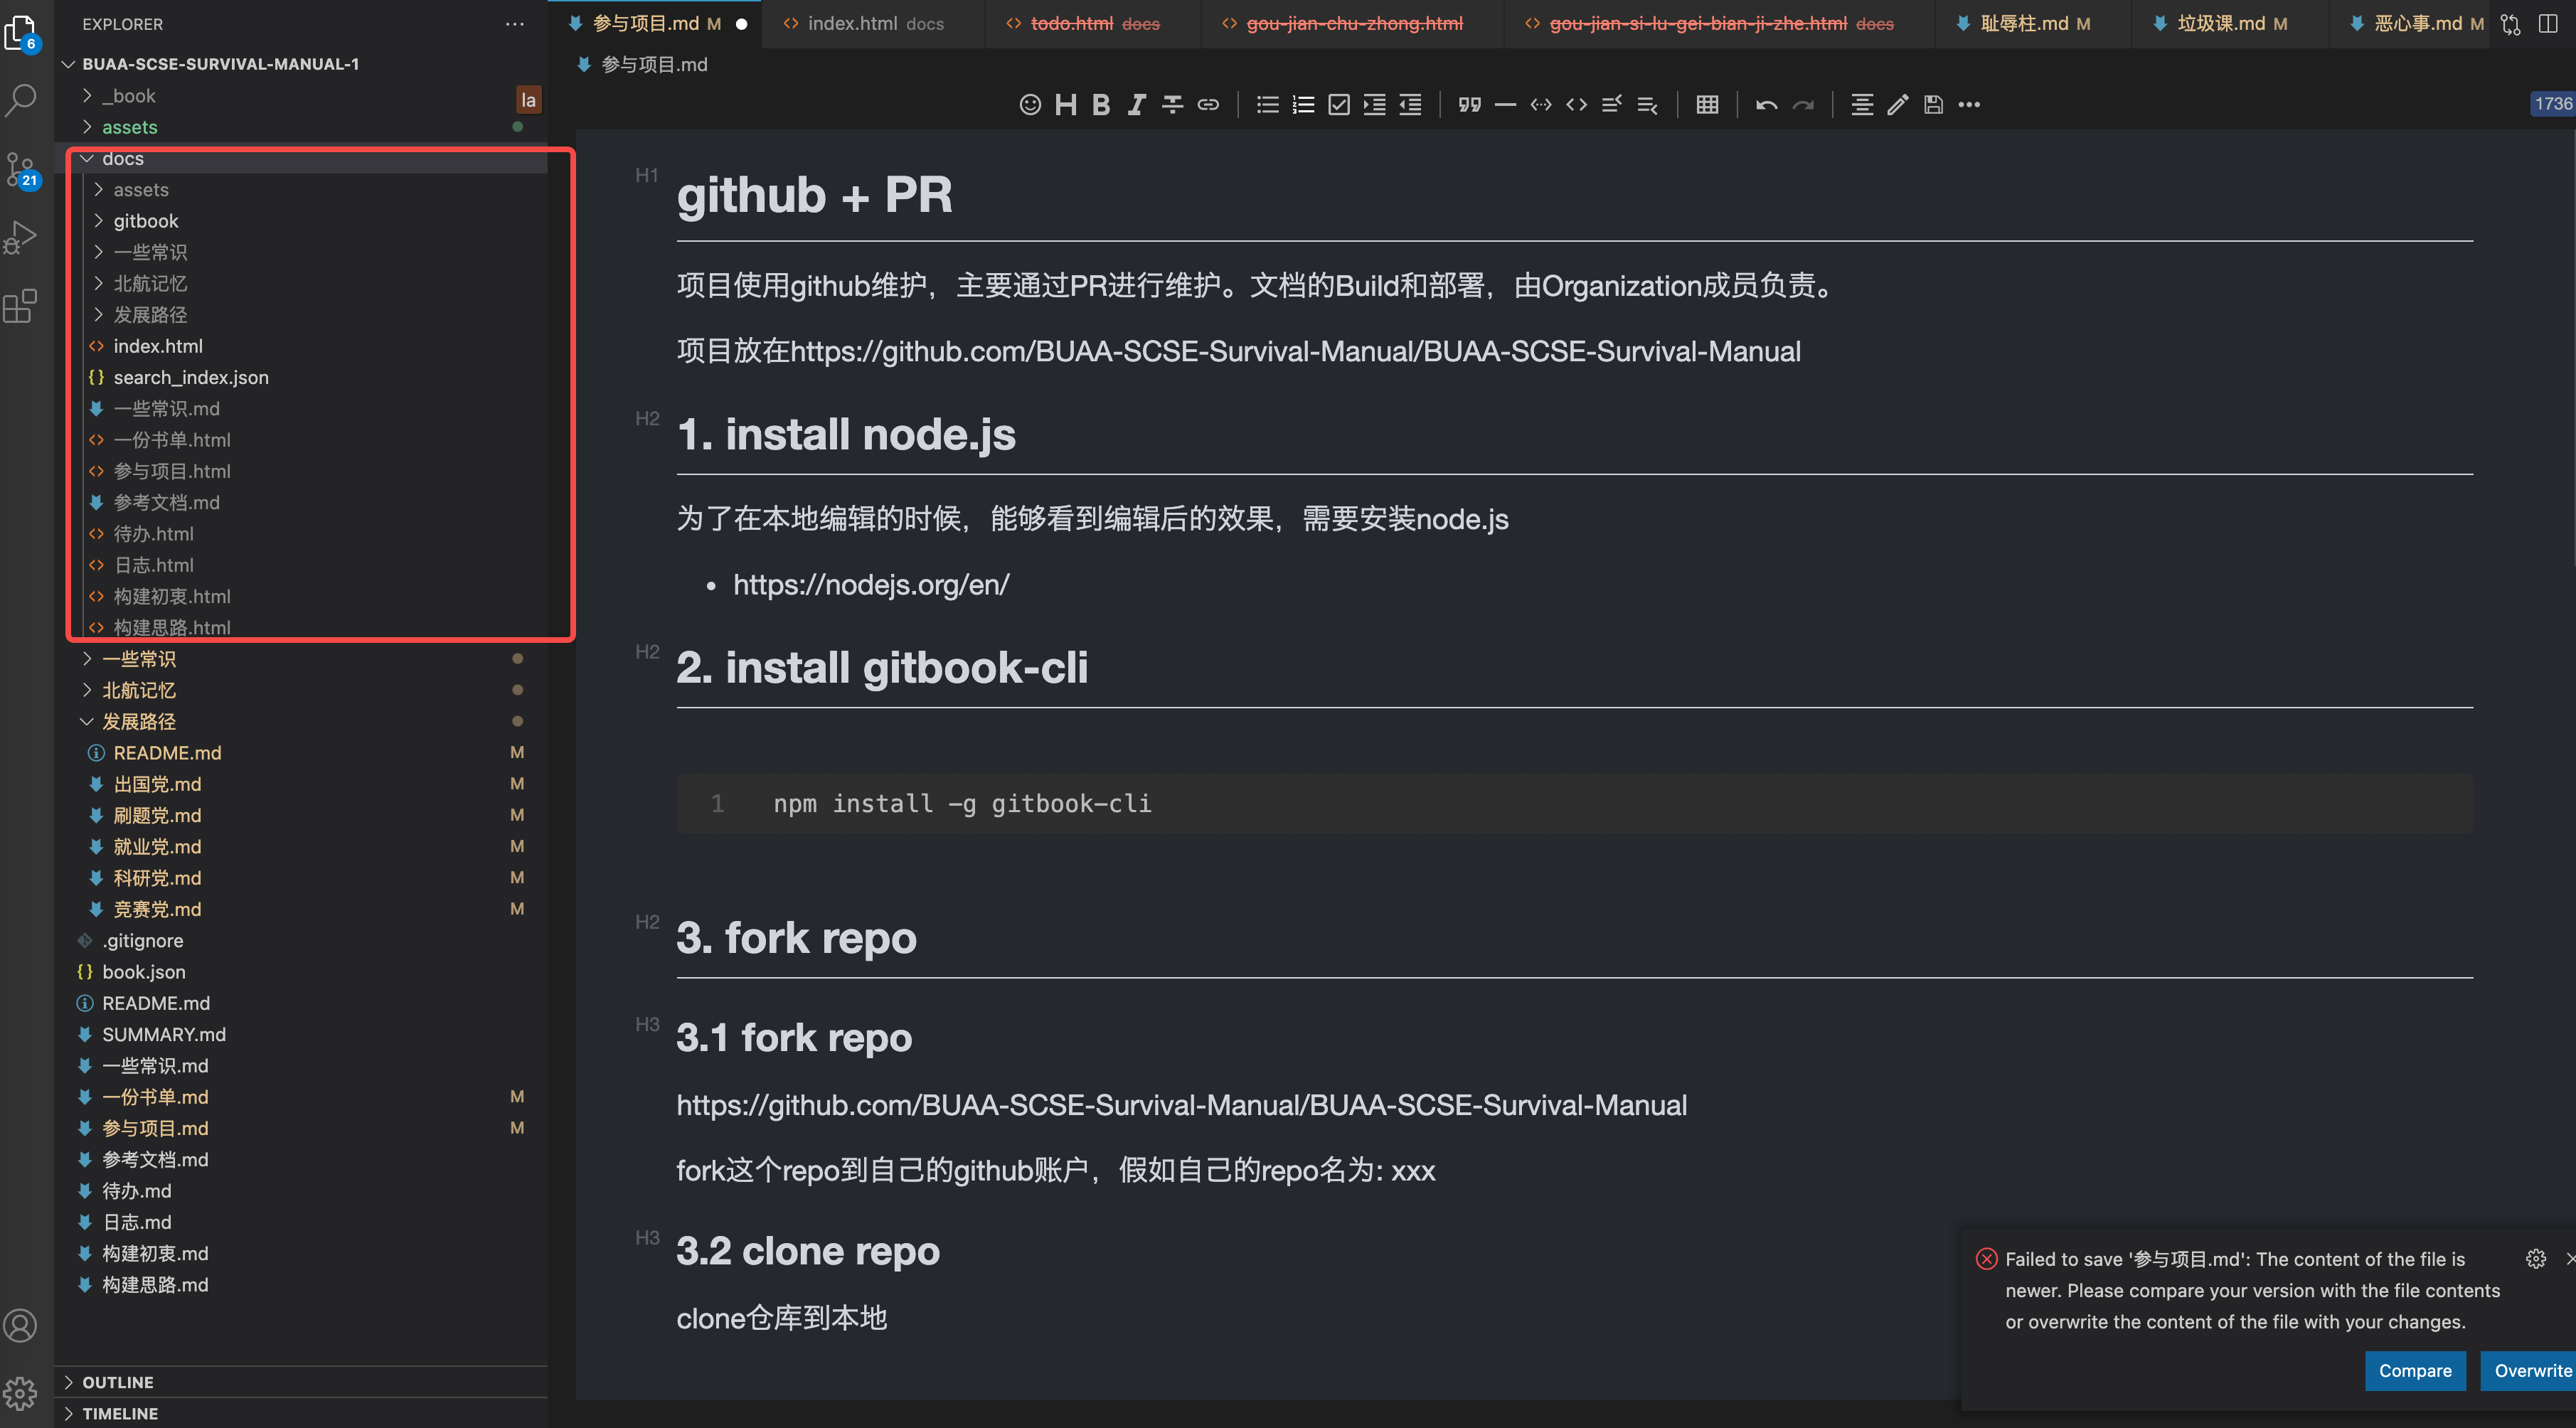 6
21
EXPLORER
BUAA-SCSE-SURVIVAL-MANUAL-1
_book
la
assets
docs
assets
gitbook
一些常识
北航记忆
发展路径
index.html
search_index.json
一些常识.md
一份书单.html
参与项目.html
参考文档.md
待办.html
日志.html
构建初衷.html
构建思路.html
一些常识
北航记忆
发展路径
README.md M
出国党.md M
刷题党.md M
就业党.md M
科研党.md M
竞赛党.md M
.gitignore
book.json
README.md
SUMMARY.md
一些常识.md
一份书单.md M
参与项目.md M
参考文档.md
待办.md
日志.md
构建初衷.md
构建思路.md
OUTLINE
TIMELINE
参与项目.md M
index.html docs
todo.html docs
gou-jian-chu-zhong.html
gou-jian-si-lu-gei-bian-ji-zhe.html docs
耻辱柱.md M
垃圾课.md M
恶心事.md M
参与项目.md
1736
H1
github + PR
项目使用github维护，主要通过PR进行维护。文档的Build和部署，由Organization成员负责。
项目放在https://github.com/BUAA-SCSE-Survival-Manual/BUAA-SCSE-Survival-Manual
H2
1. install node.js
为了在本地编辑的时候，能够看到编辑后的效果，需要安装node.js
• https://nodejs.org/en/
H2
2. install gitbook-cli
1 npm install -g gitbook-cli
H2
3. fork repo
H3
3.1 fork repo
https://github.com/BUAA-SCSE-Survival-Manual/BUAA-SCSE-Survival-Manual
fork这个repo到自己的github账户，假如自己的repo名为: xxx
H3
3.2 clone repo
clone仓库到本地
Failed to save '参与项目.md': The content of the file is
newer. Please compare your version with the file contents
or overwrite the content of the file with your changes.
Compare
Overwrite